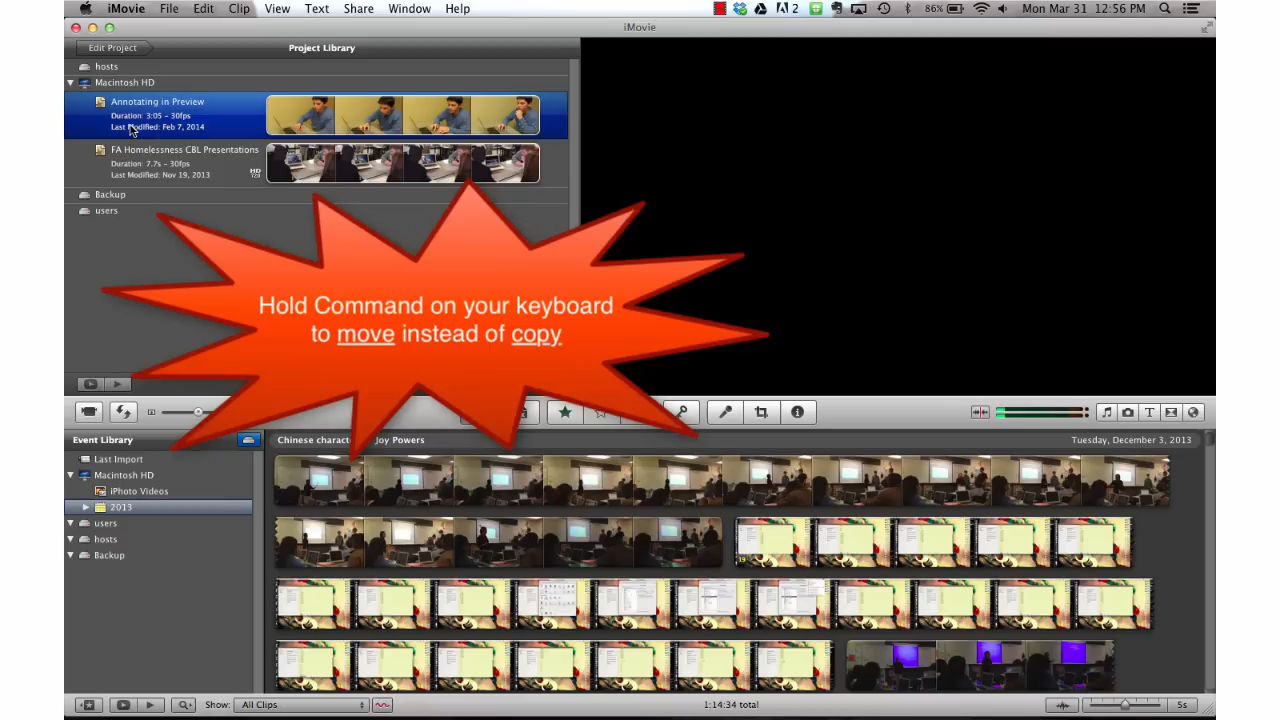 iMovie File Edit Clip View Text Share Window Help
2 86% Mon Mar 31 12:56 PM
iMovie
Edit Project Project Library
hosts
Macintosh HD
Annotating in Preview
Duration: 3:05 – 30fps
Last Modified: Feb 7, 2014
FA Homelessness CBL Presentations
Duration: 7.7s – 30fps
Last Modified: Nov 19, 2013
HD
Backup
users
Hold Command on your keyboard
to move instead of copy
Event Library
Chinese charact Joy Powers
Tuesday, December 3, 2013
Last Import
Macintosh HD
iPhoto Videos
2013
users
hosts
Backup
Show: All Clips
1:14:34 total
5s